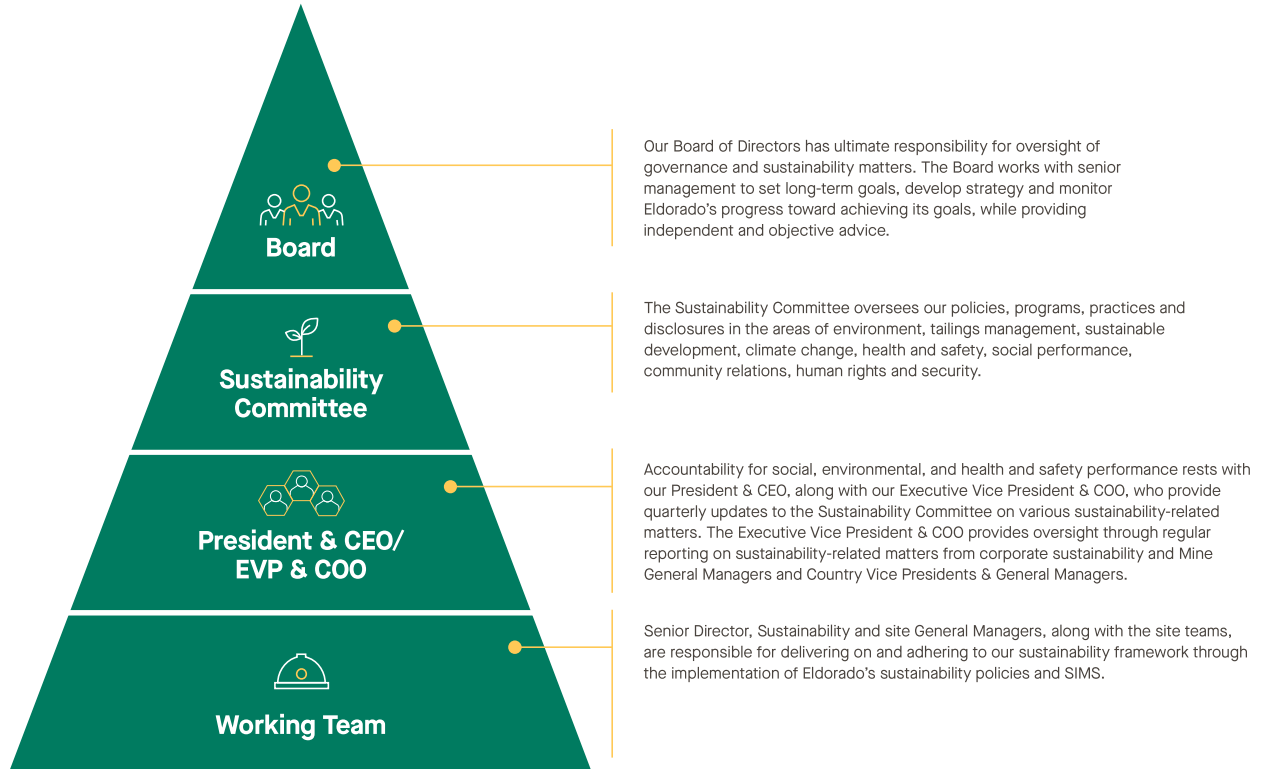 Our Board of Directors has ultimate responsibility for oversight of
governance and sustainability matters. The Board works with senior
management to set long-term goals, develop strategy and monitor
Eldorado’s progress toward achieving its goals, while providing
independent and objective advice.
Board
The Sustainability Committee oversees our policies, programs, practices and
disclosures in the areas of environment, tailings management, sustainable
development, climate change, health and safety, social performance,
community relations, human rights and security.
Sustainability
Committee
Accountability for social, environmental, and health and safety performance rests with
our President & CEO, along with our Executive Vice President & COO, who provide
quarterly updates to the Sustainability Committee on various sustainability-related
matters. The Executive Vice President & COO provides oversight through regular
reporting on sustainability-related matters from corporate sustainability and Mine
General Managers and Country Vice Presidents & General Managers.
President & CEO/
EVP & COO
Senior Director, Sustainability and site General Managers, along with the site teams,
are responsible for delivering on and adhering to our sustainability framework through
the implementation of Eldorado’s sustainability policies and SIMS.
Working Team